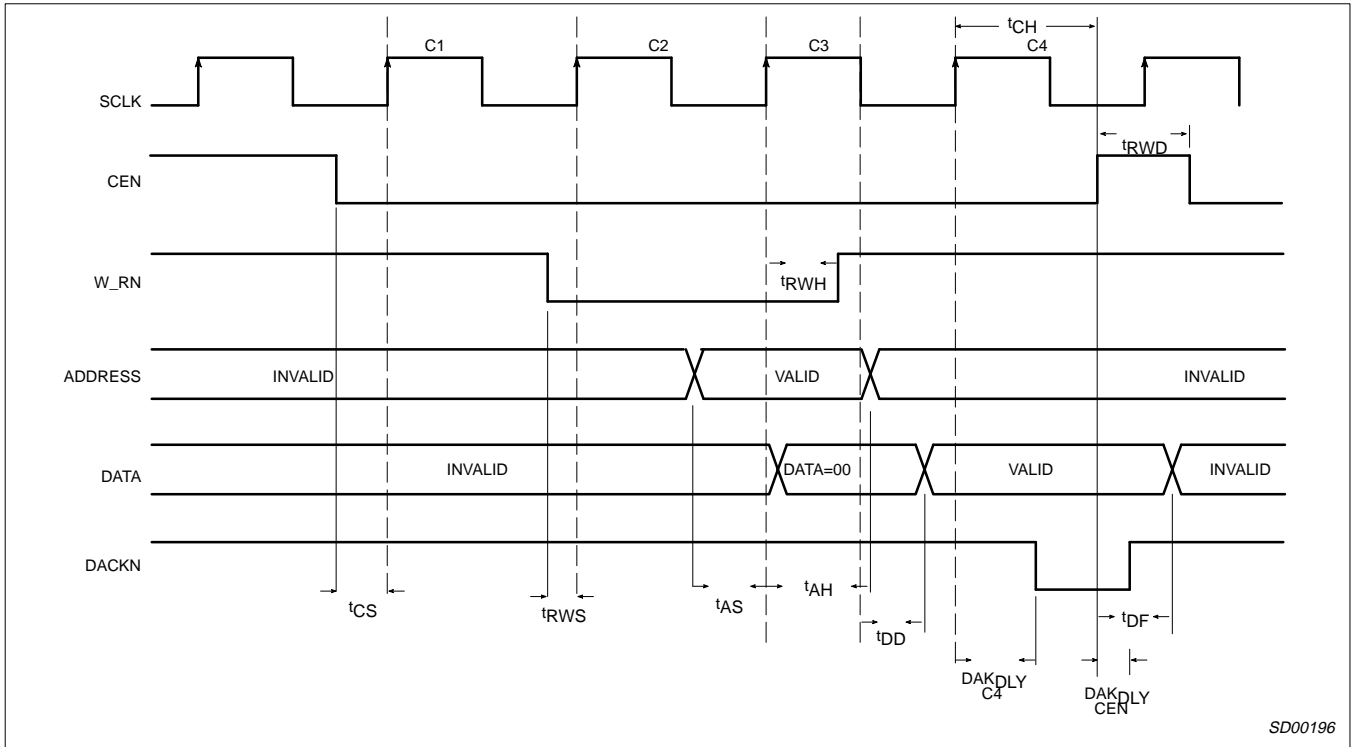 tCH
C1
C2
C3
C4
SCLK
tRWD
CEN
W_RN
tRWH
ADDRESS
INVALID
VALID
INVALID
DATA
INVALID
DATA=00
VALID
INVALID
DACKN
tCS
tRWS
tAS
tAH
tDD
tDF
DAKDLY
C4
DAKDLY
CEN
SD00196